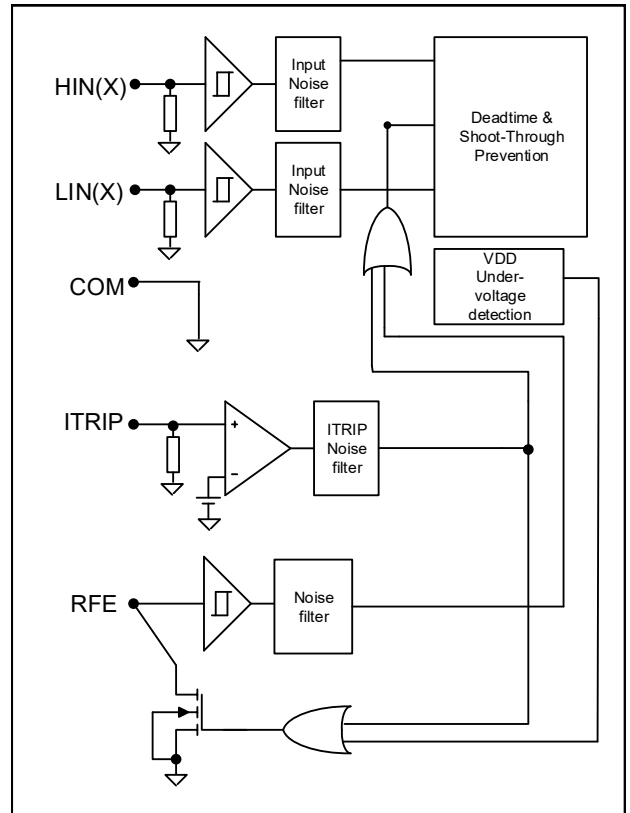 HIN(X)
Input
Noise
filter
Deadtime &
Shoot-Through
Prevention
LIN(X)
Input
Noise
filter
COM
VDD
Under-
voltage
detection
ITRIP
+
−
ITRIP
Noise
filter
RFE
Noise
filter